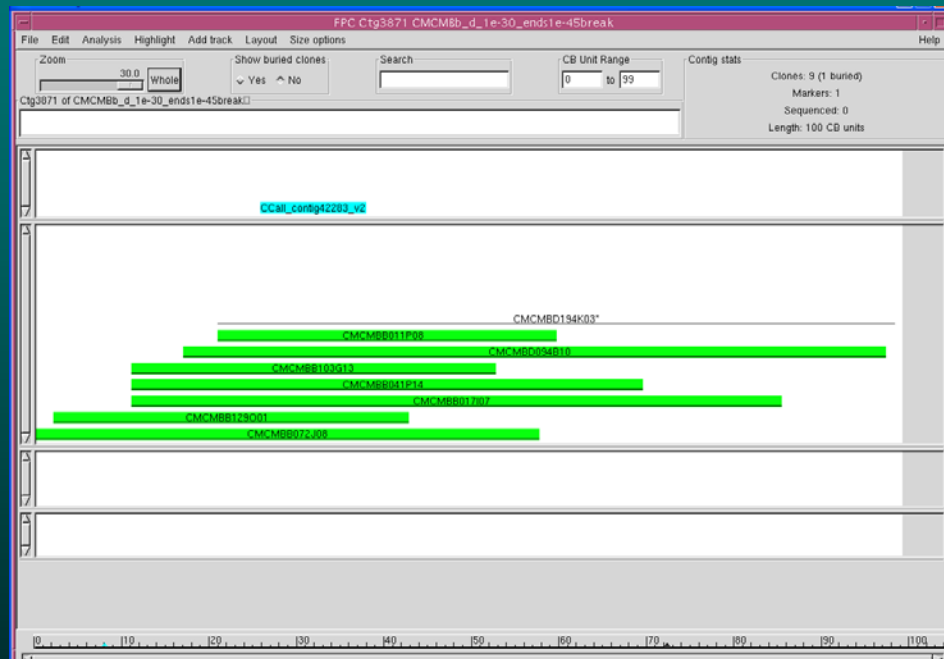 FPC Ctg3871 CMCMBb_d_1e-30_ends1e-45break
File Edit Analysis Highlight Add track Layout Size options Help
Zoom Show buried clones Search CB Unit Range Contig stats
30.0 Whole Yes No 0 to 99 Clones: 9 (1 buried)
Markers: 1
Sequenced: 0
Length: 100 CB units
Ctg3871 of CMCMBb_d_1e-30_ends1e-45break
CCall_contig42283_v2
CMCMBD194K03*
CMCMBB011P08
CMCMBD094B10
CMCMBB103G13
CMCMBB041P14
CMCMBB017I07
CMCMBB129O01
CMCMBB072J08
0 10 20 30 40 50 60 70 80 90 100